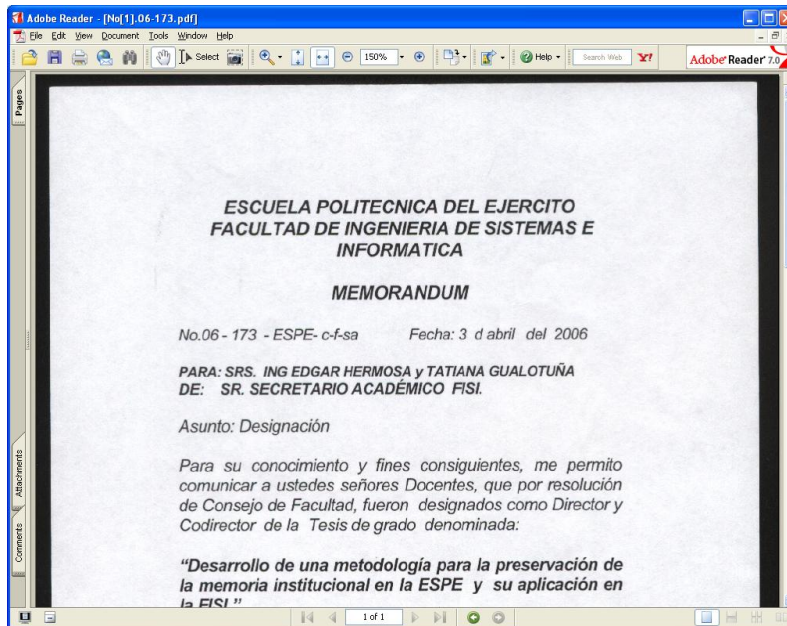 Adobe Reader - [No[1].06-173.pdf]
File Edit View Document Tools Window Help
Select 150% Help Search Web Y! Adobe Reader 7.0
Pages
ESCUELA POLITECNICA DEL EJERCITO
FACULTAD DE INGENIERIA DE SISTEMAS E
INFORMATICA
MEMORANDUM
No.06 - 173 - ESPE- c-f-sa Fecha: 3 d abril del 2006
PARA: SRS. ING EDGAR HERMOSA y TATIANA GUALOTUÑA
DE: SR. SECRETARIO ACADÉMICO FISI.
Asunto: Designación
Para su conocimiento y fines consiguientes, me permito
comunicar a ustedes señores Docentes, que por resolución
de Consejo de Facultad, fueron designados como Director y
Codirector de la Tesis de grado denominada:
"Desarrollo de una metodología para la preservación de
la memoria institucional en la ESPE y su aplicación en
la FISI."
Attachments
Comments
1 of 1